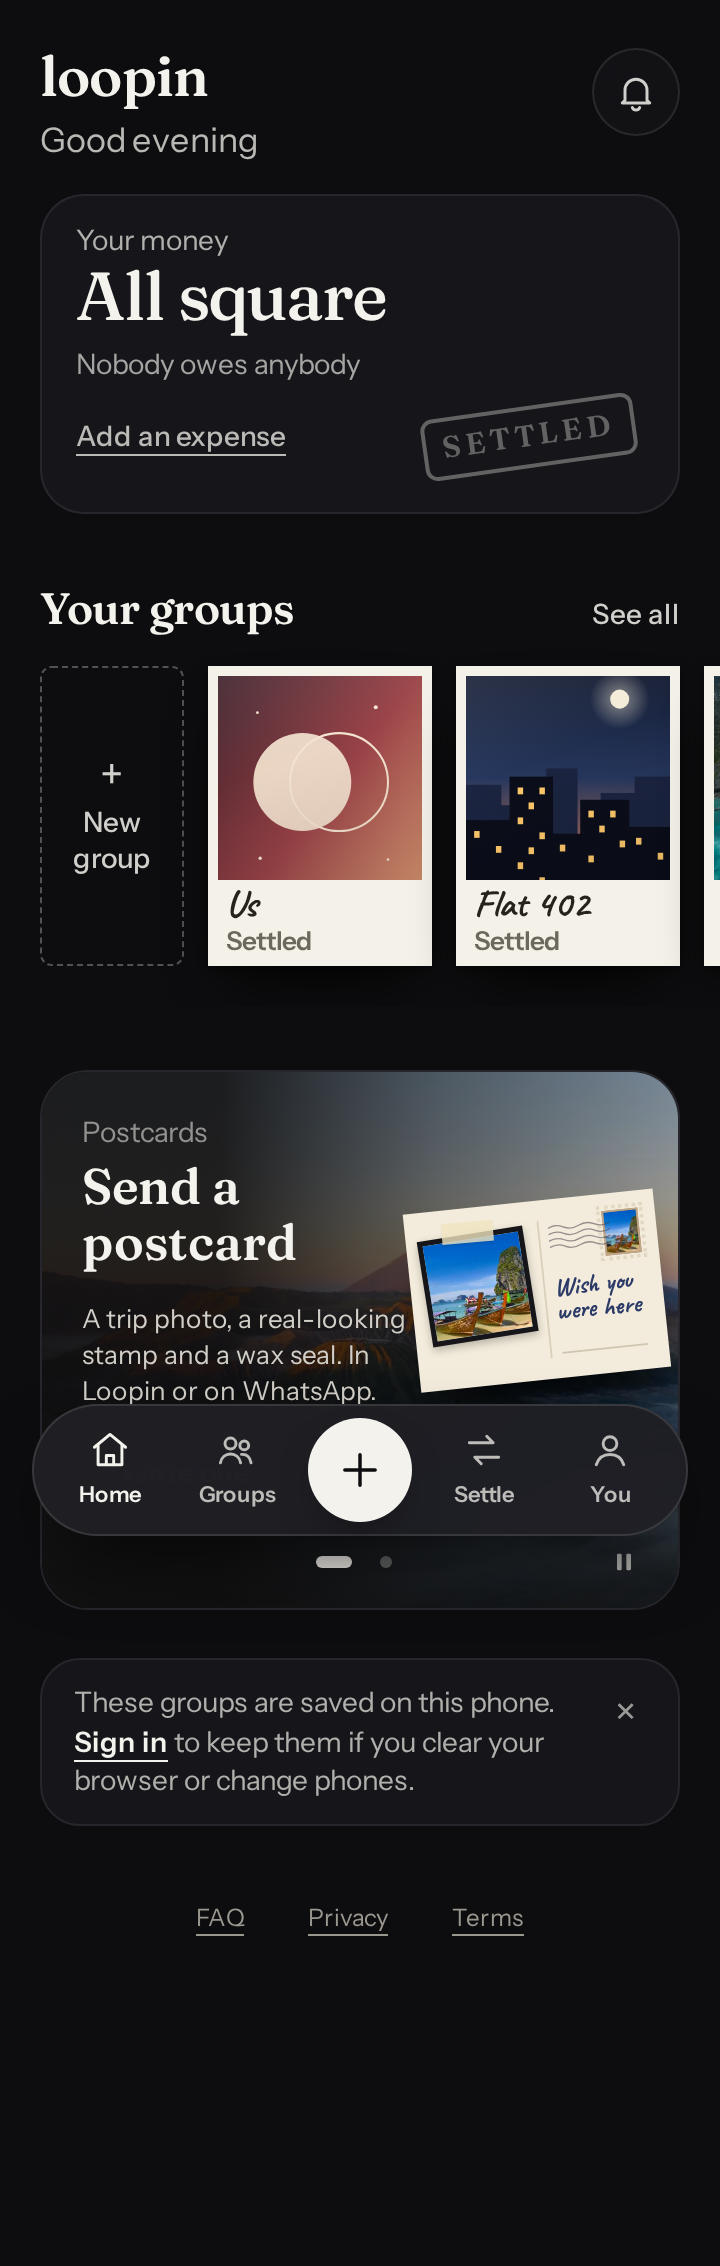 loopin
Good evening
Your money
All square
Nobody owes anybody
Add an expense
SETTLED
Your groups
See all
+
New
group
Us
Settled
Flat 402
Settled
Postcards
Send a
postcard
A trip photo, a real-looking
stamp and a wax seal. In
Loopin or on WhatsApp.
Wish you
were here
Home
Groups
Settle
You
These groups are saved on this phone.
Sign in to keep them if you clear your
browser or change phones.
FAQ
Privacy
Terms